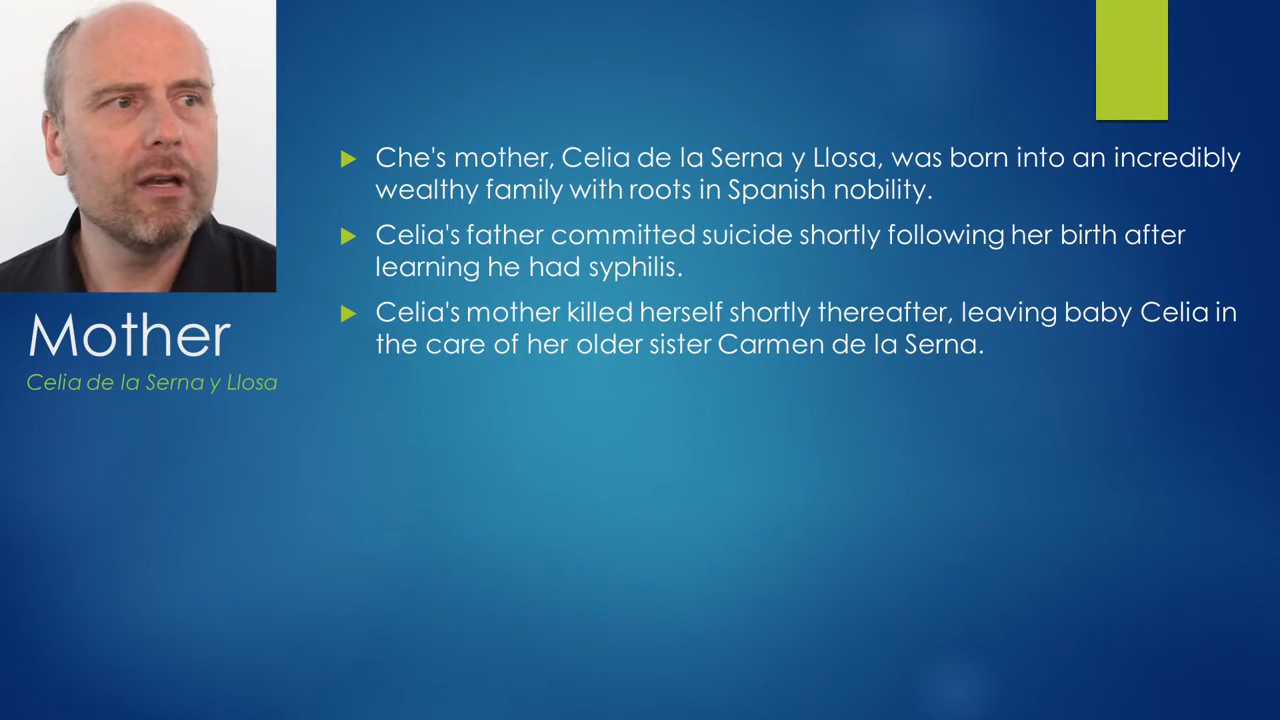 Mother
Celia de la Serna y Llosa
Che's mother, Celia de la Serna y Llosa, was born into an incredibly
wealthy family with roots in Spanish nobility.
Celia's father committed suicide shortly following her birth after
learning he had syphilis.
Celia's mother killed herself shortly thereafter, leaving baby Celia in
the care of her older sister Carmen de la Serna.